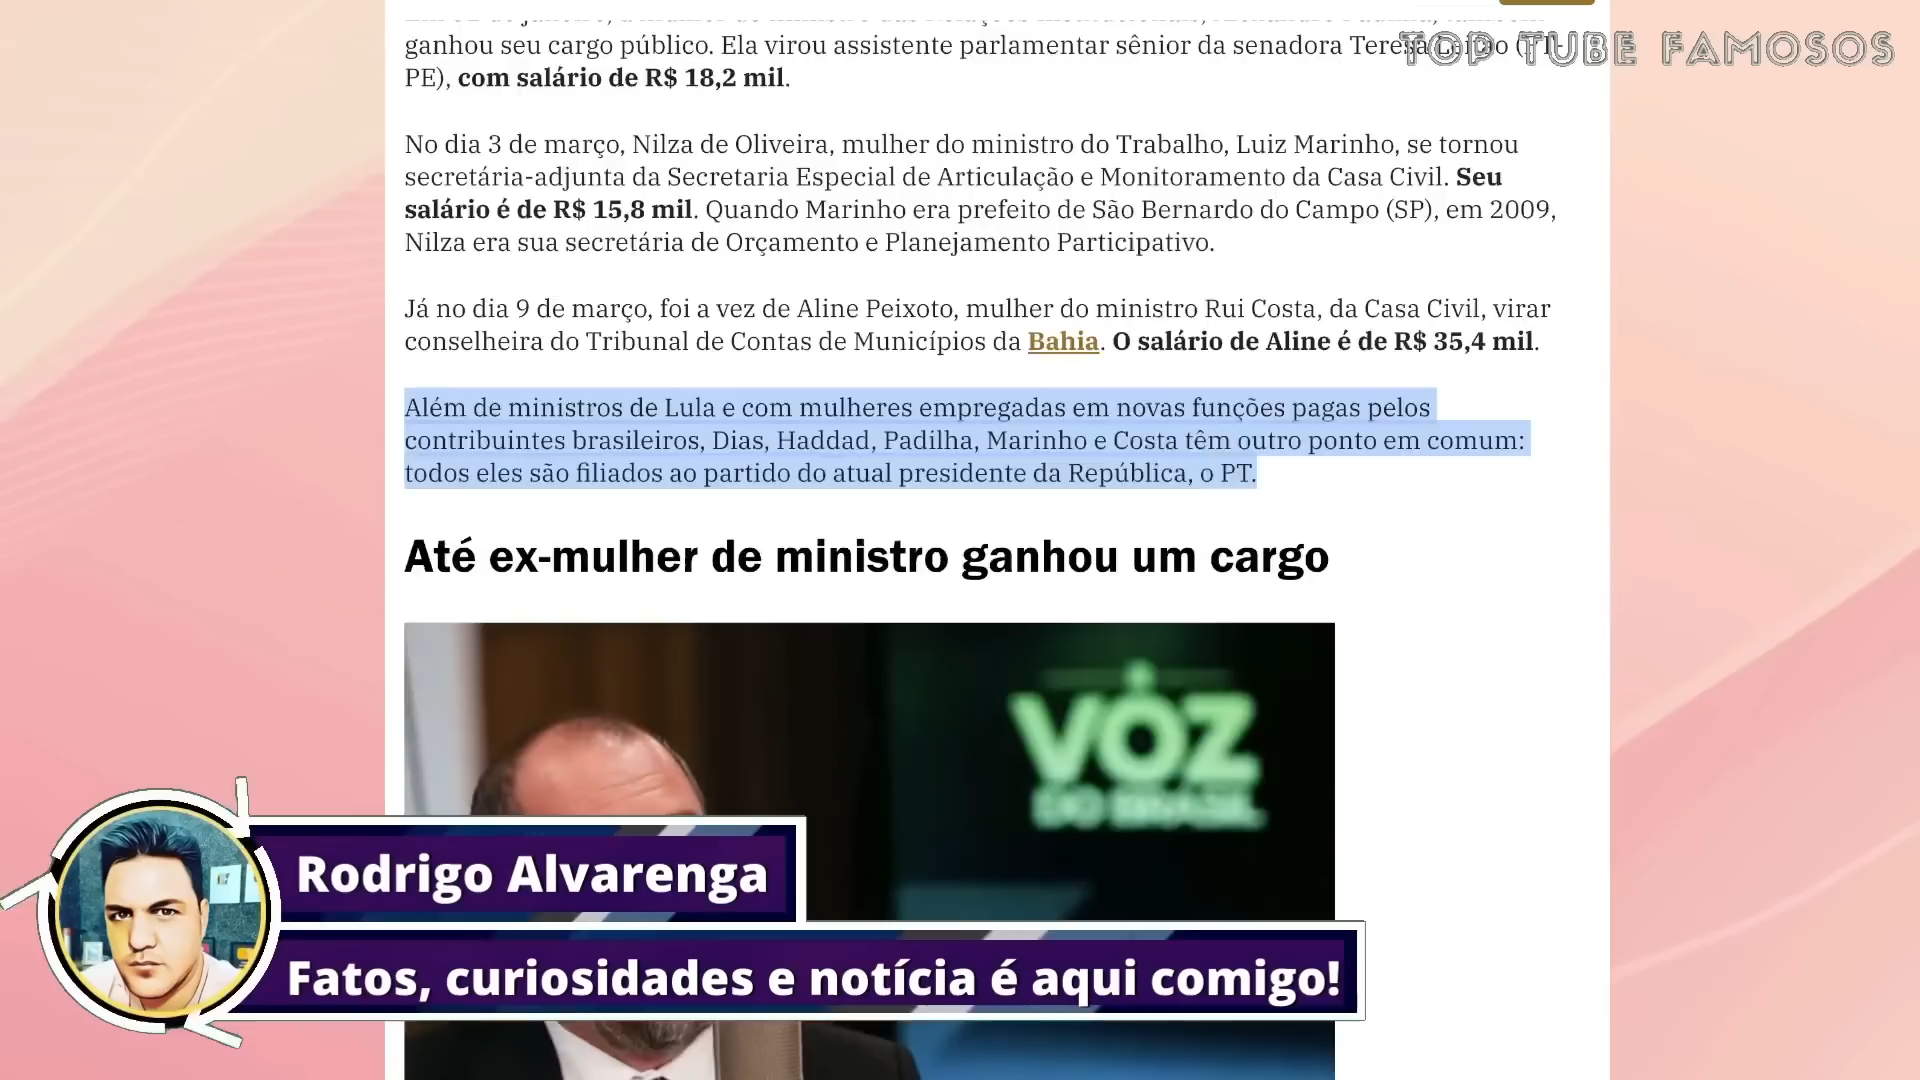 TOP TUBE FAMOSOS
ganhou seu cargo público. Ela virou assistente parlamentar sênior da senadora Teresa
PE), com salário de R$ 18,2 mil.
No dia 3 de março, Nilza de Oliveira, mulher do ministro do Trabalho, Luiz Marinho, se tornou
secretária-adjunta da Secretaria Especial de Articulação e Monitoramento da Casa Civil. Seu
salário é de R$ 15,8 mil. Quando Marinho era prefeito de São Bernardo do Campo (SP), em 2009,
Nilza era sua secretária de Orçamento e Planejamento Participativo.
Já no dia 9 de março, foi a vez de Aline Peixoto, mulher do ministro Rui Costa, da Casa Civil, virar
conselheira do Tribunal de Contas de Municípios da Bahia. O salário de Aline é de R$ 35,4 mil.
Além de ministros de Lula e com mulheres empregadas em novas funções pagas pelos
contribuintes brasileiros, Dias, Haddad, Padilha, Marinho e Costa têm outro ponto em comum:
todos eles são filiados ao partido do atual presidente da República, o PT.
Até ex-mulher de ministro ganhou um cargo
VOZ
DO BRASIL
Rodrigo Alvarenga
Fatos, curiosidades e notícia é aqui comigo!